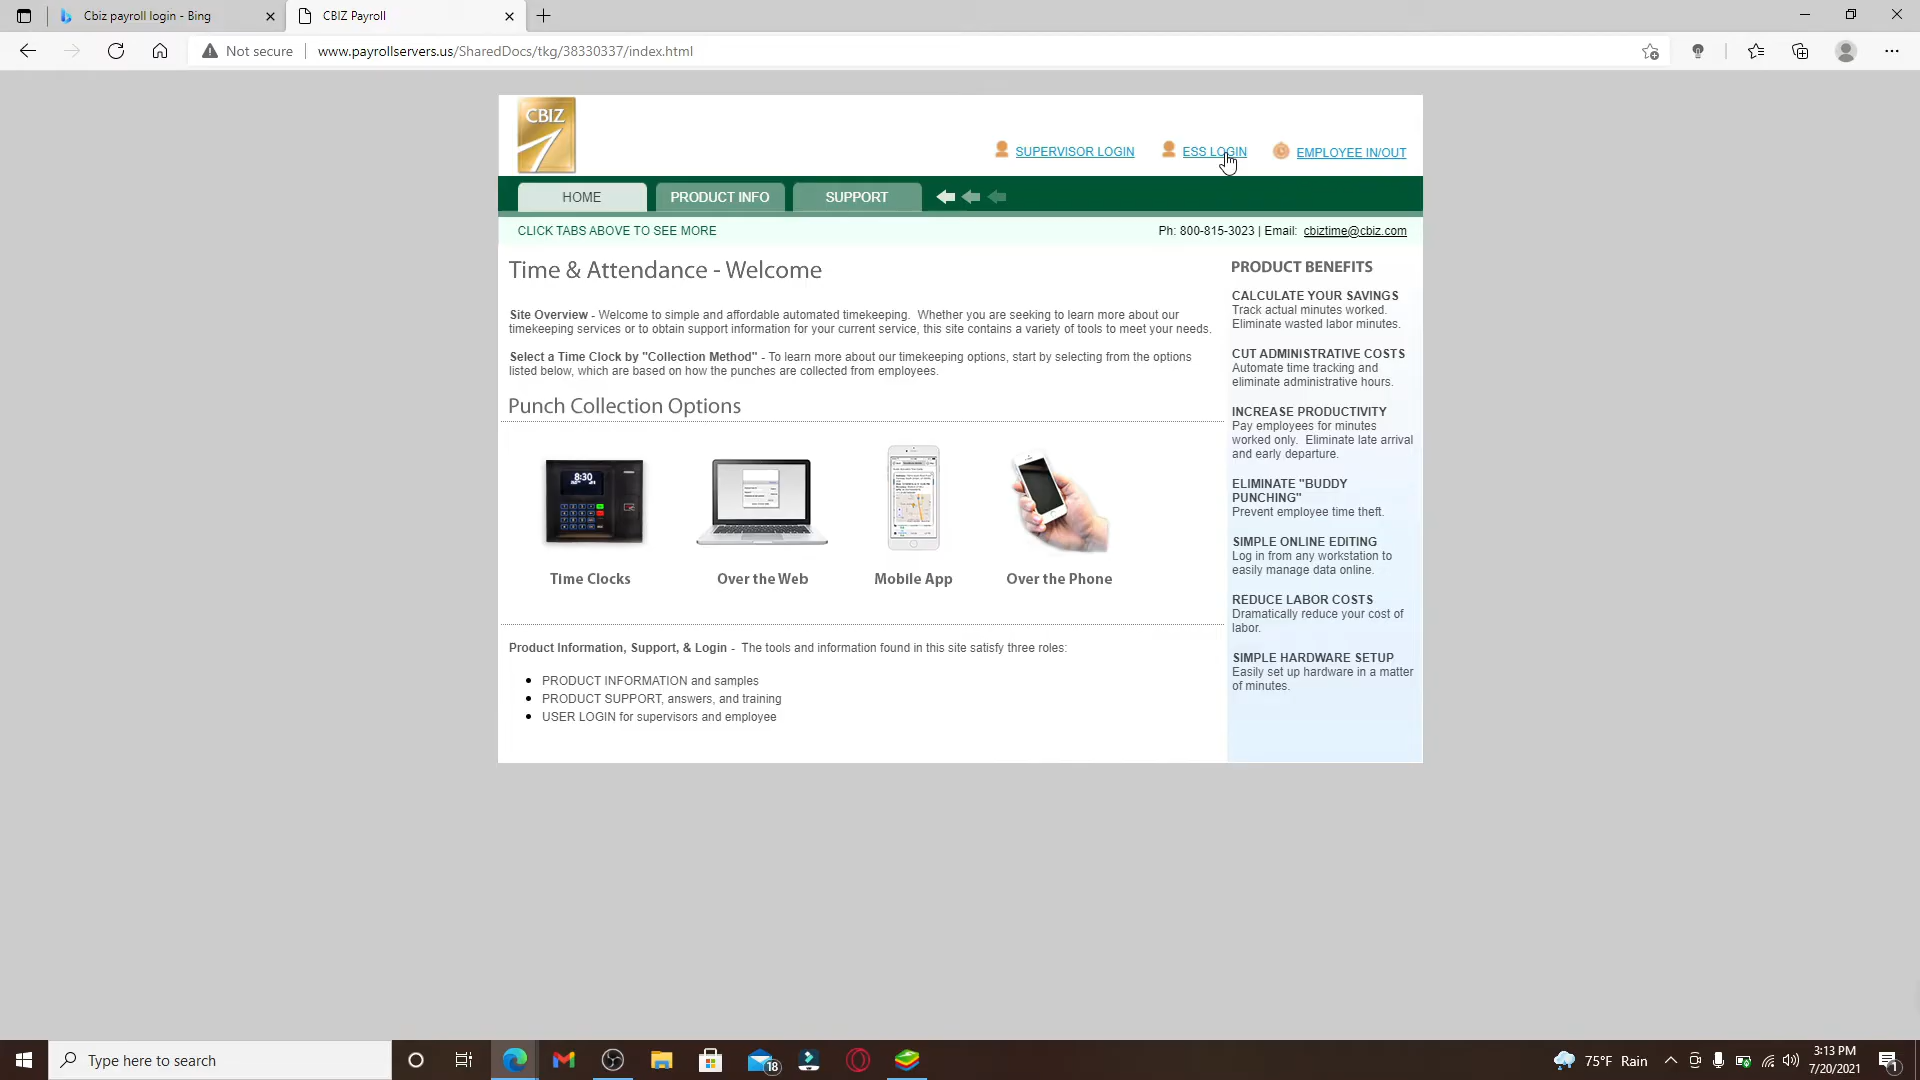 Cbiz payroll login - Bing
CBIZ Payroll
Not secure
www.payrollservers.us/SharedDocs/tkg/38330337/index.html
CBIZ
SUPERVISOR LOGIN
ESS LOGIN
EMPLOYEE IN/OUT
HOME
PRODUCT INFO
SUPPORT
CLICK TABS ABOVE TO SEE MORE
Ph: 800-815-3023 | Email: cbiztime@cbiz.com
Time & Attendance - Welcome
Site Overview - Welcome to simple and affordable automated timekeeping. Whether you are seeking to learn more about our
timekeeping services or to obtain support information for your current service, this site contains a variety of tools to meet your needs.
Select a Time Clock by "Collection Method" - To learn more about our timekeeping options, start by selecting from the options
listed below, which are based on how the punches are collected from employees.
Punch Collection Options
8:30
Time Clocks
Over the Web
Mobile App
Over the Phone
Product Information, Support, & Login - The tools and information found in this site satisfy three roles:
PRODUCT INFORMATION and samples
PRODUCT SUPPORT, answers, and training
USER LOGIN for supervisors and employee
PRODUCT BENEFITS
CALCULATE YOUR SAVINGS
Track actual minutes worked.
Eliminate wasted labor minutes.
CUT ADMINISTRATIVE COSTS
Automate time tracking and
eliminate administrative hours.
INCREASE PRODUCTIVITY
Pay employees for minutes
worked only. Eliminate late arrival
and early departure.
ELIMINATE "BUDDY
PUNCHING"
Prevent employee time theft.
SIMPLE ONLINE EDITING
Log in from any workstation to
easily manage data online.
REDUCE LABOR COSTS
Dramatically reduce your cost of
labor.
SIMPLE HARDWARE SETUP
Easily set up hardware in a matter
of minutes.
Type here to search
18
75°F Rain
3:13 PM
7/20/2021
1